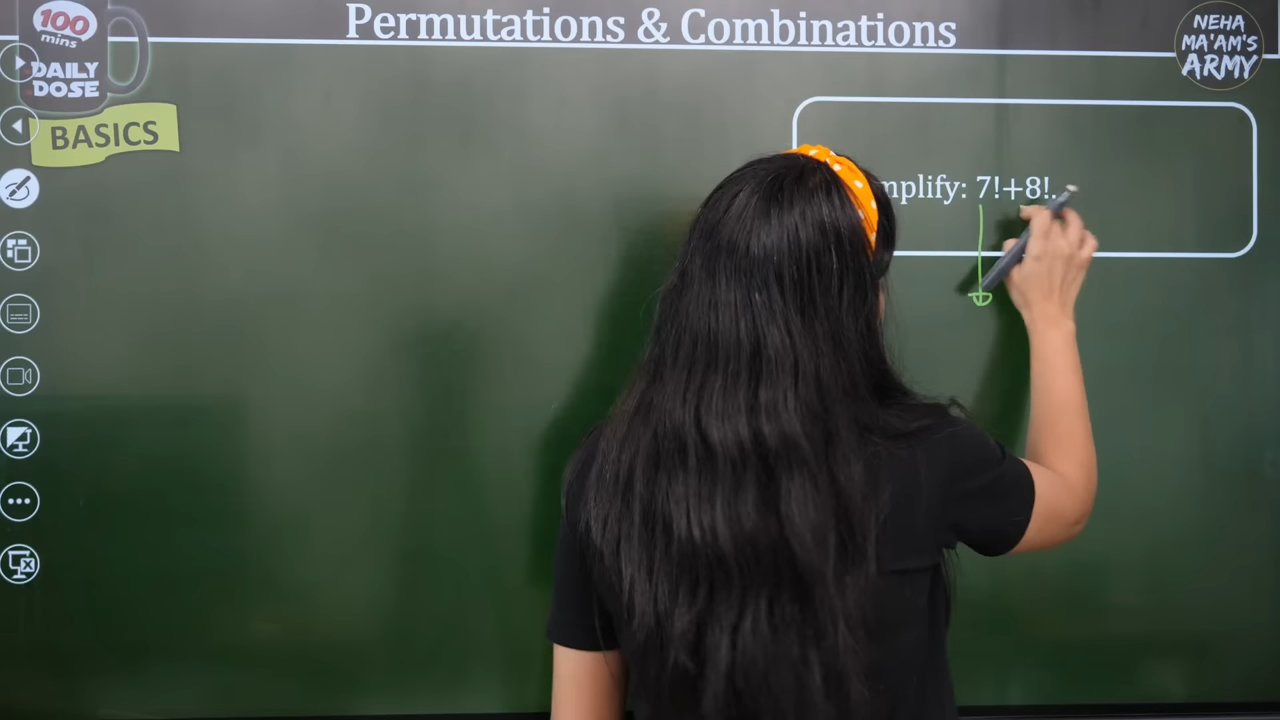 100
mins
DAILY
DOSE
Permutations & Combinations
NEHA
MA'AM'S
ARMY
BASICS
mplify: 7!+8!.